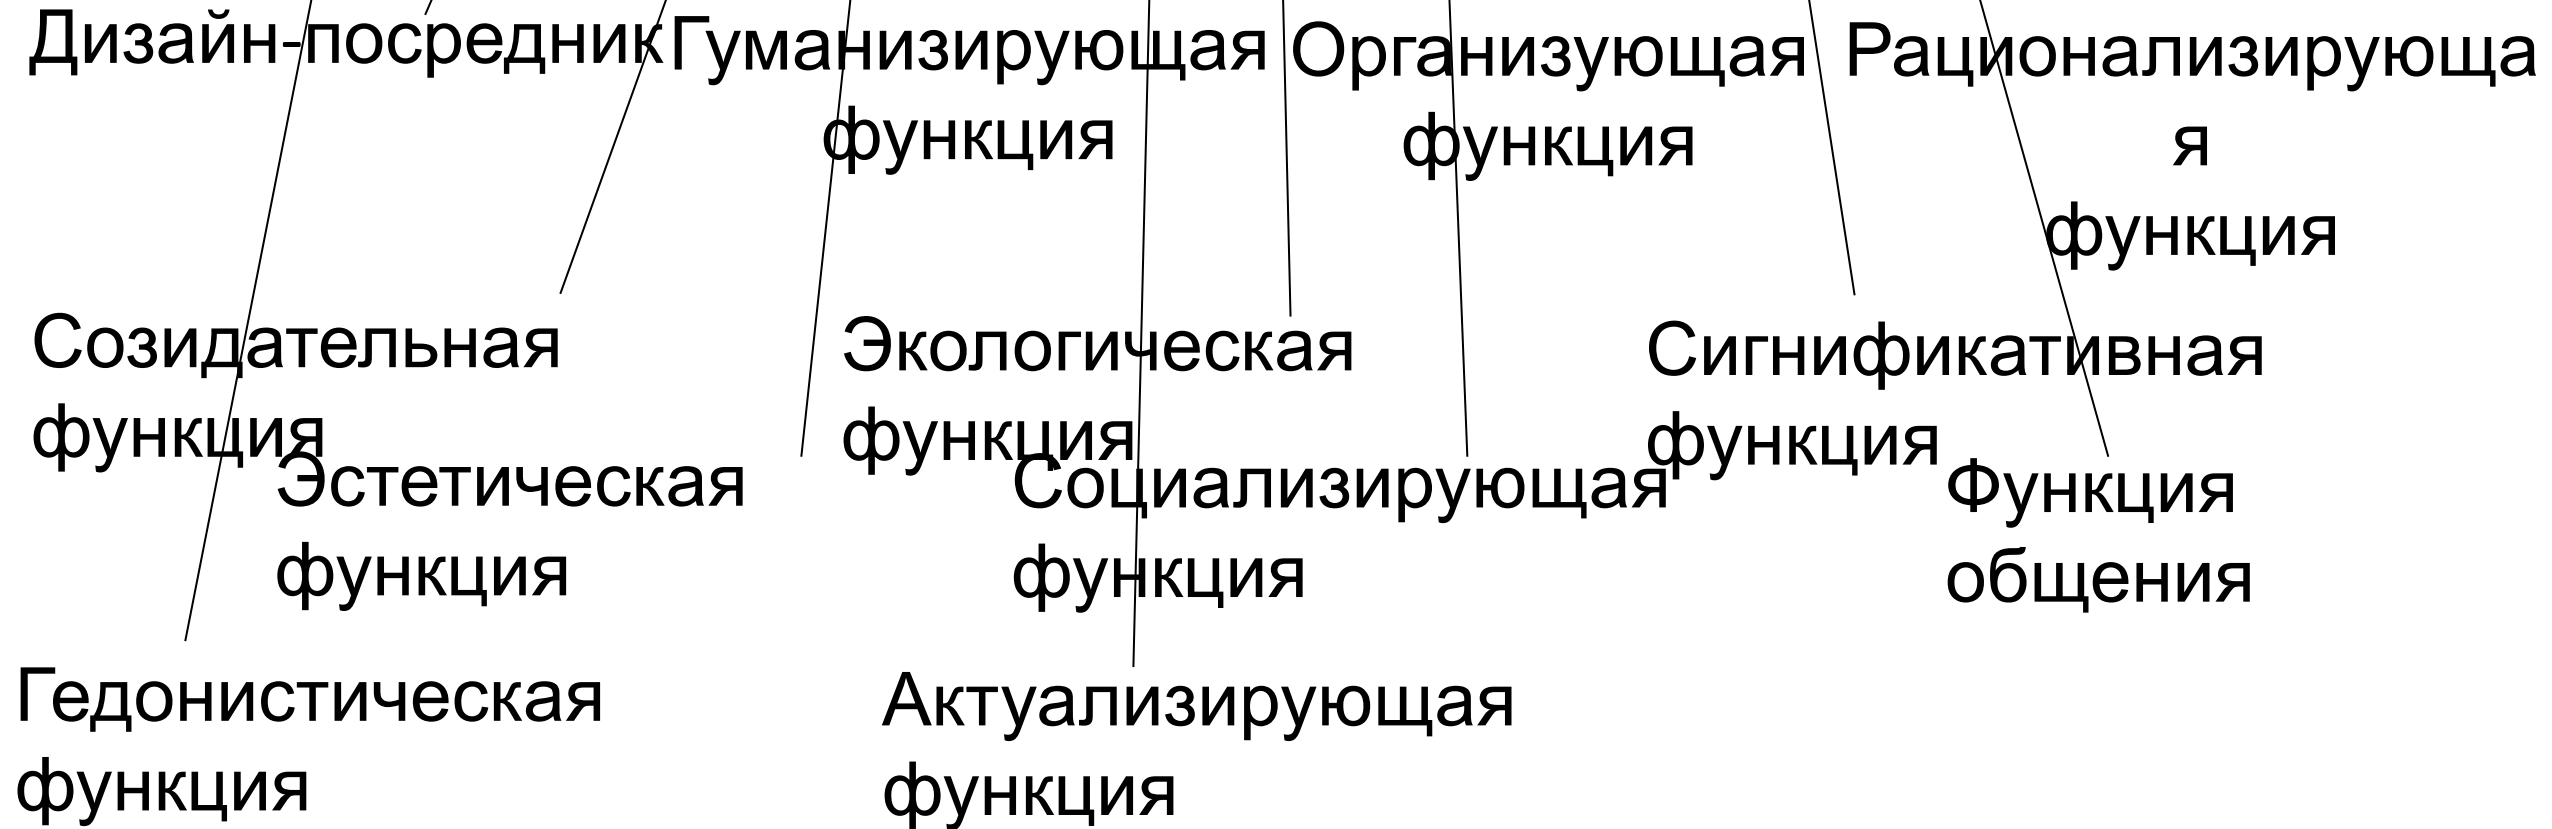 Дизайн-посредник
Гуманизирующая
функция
Организующая
функция
Рационализирующа
я
функция
Созидательная
функция
Экологическая
функция
Сигнификативная
функция
Эстетическая
функция
Социализирующая
функция
Функция
общения
Гедонистическая
функция
Актуализирующая
функция